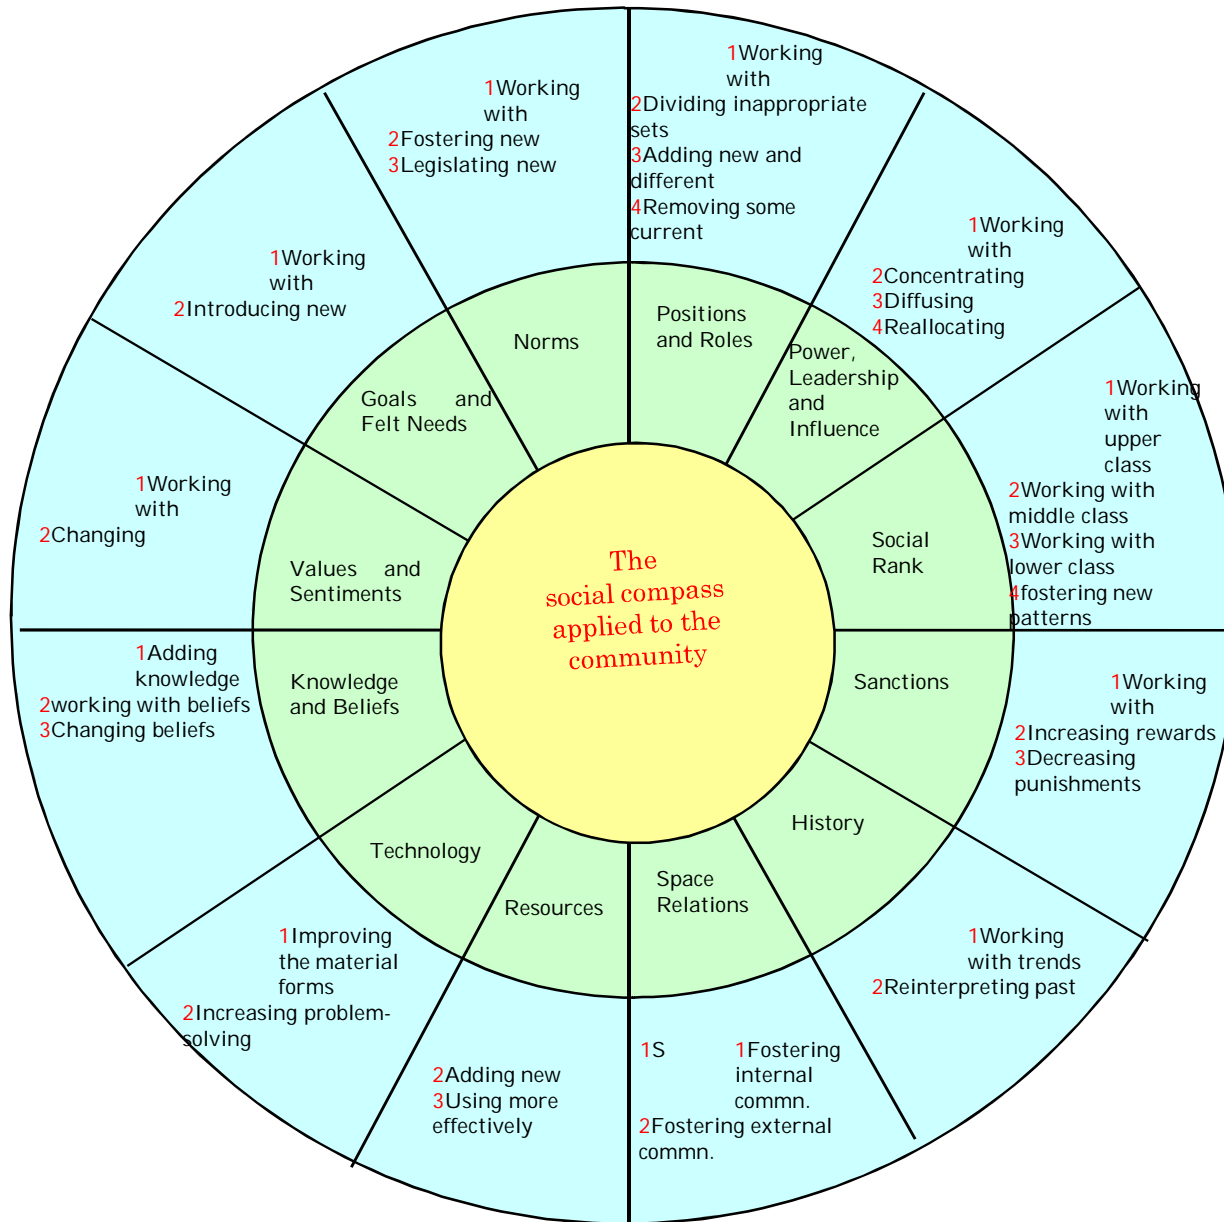 1Working
with
2Fostering new
3Legislating new
1Working
with
2Dividing inappropriate
sets
3Adding new and
different
4Removing some
current
1Working
with
2Concentrating
3Diffusing
4Reallocating
1Working
with
upper
class
2Working with
middle class
3Working with
lower class
4fostering new
patterns
1Working
with
2Increasing rewards
3Decreasing
punishments
1Working
with trends
2Reinterpreting past
1S
1Fostering
internal
commn.
2Fostering external
commn.
2Adding new
3Using more
effectively
1Improving
the material
forms
2Increasing problem-
solving
1Adding
knowledge
2working with beliefs
3Changing beliefs
1Working
with
2Changing
1Working
with
2Introducing new
Norms
Positions
and Roles
Power,
Leadership
and
Influence
Social
Rank
Sanctions
History
Space
Relations
Resources
Technology
Knowledge
and Beliefs
Values and
Sentiments
Goals and
Felt Needs
The
social compass
applied to the
community